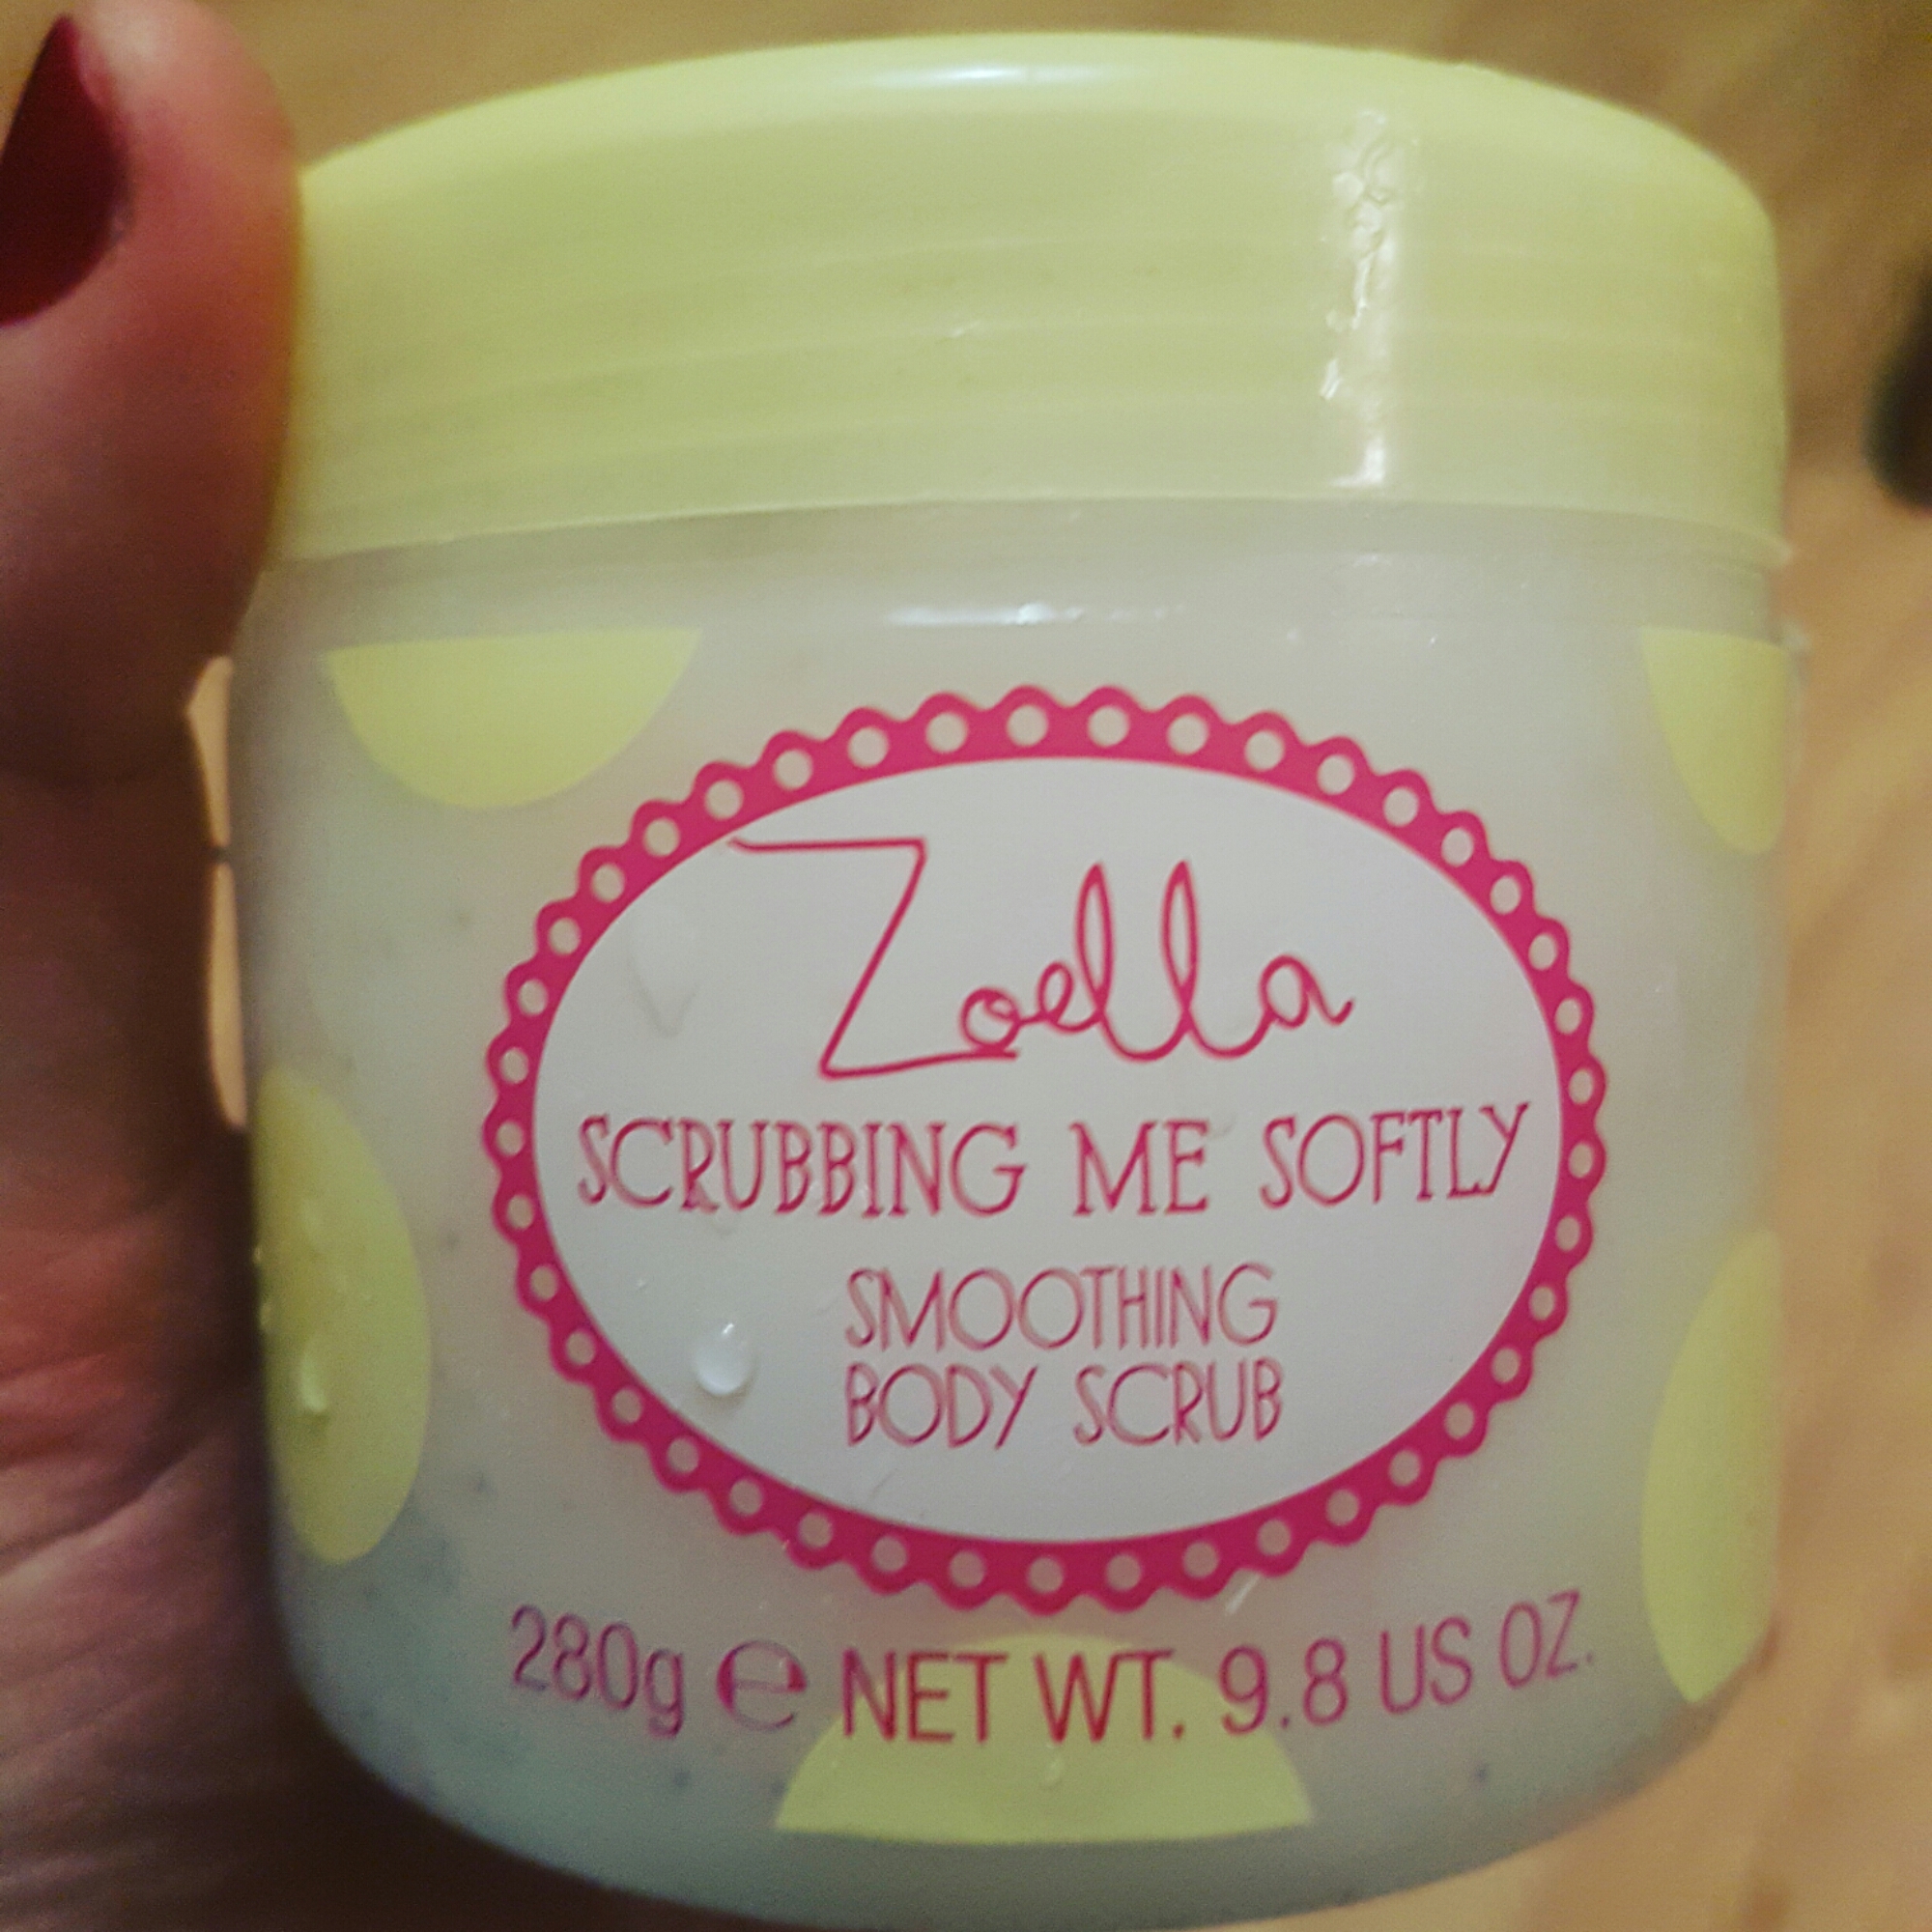 Zoella
SCRUBBING ME SOFTLY
SMOOTHING
BODY SCRUB
280g ℮ NET WT. 9.8 US OZ.